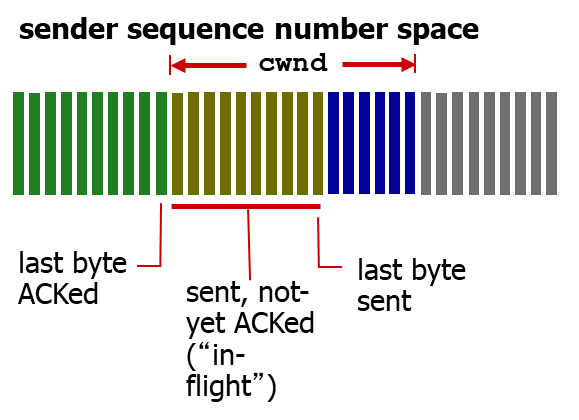 sender sequence number space
cwnd
last byte
ACKed
sent, not-
yet ACKed
(“in-
flight”)
last byte
sent